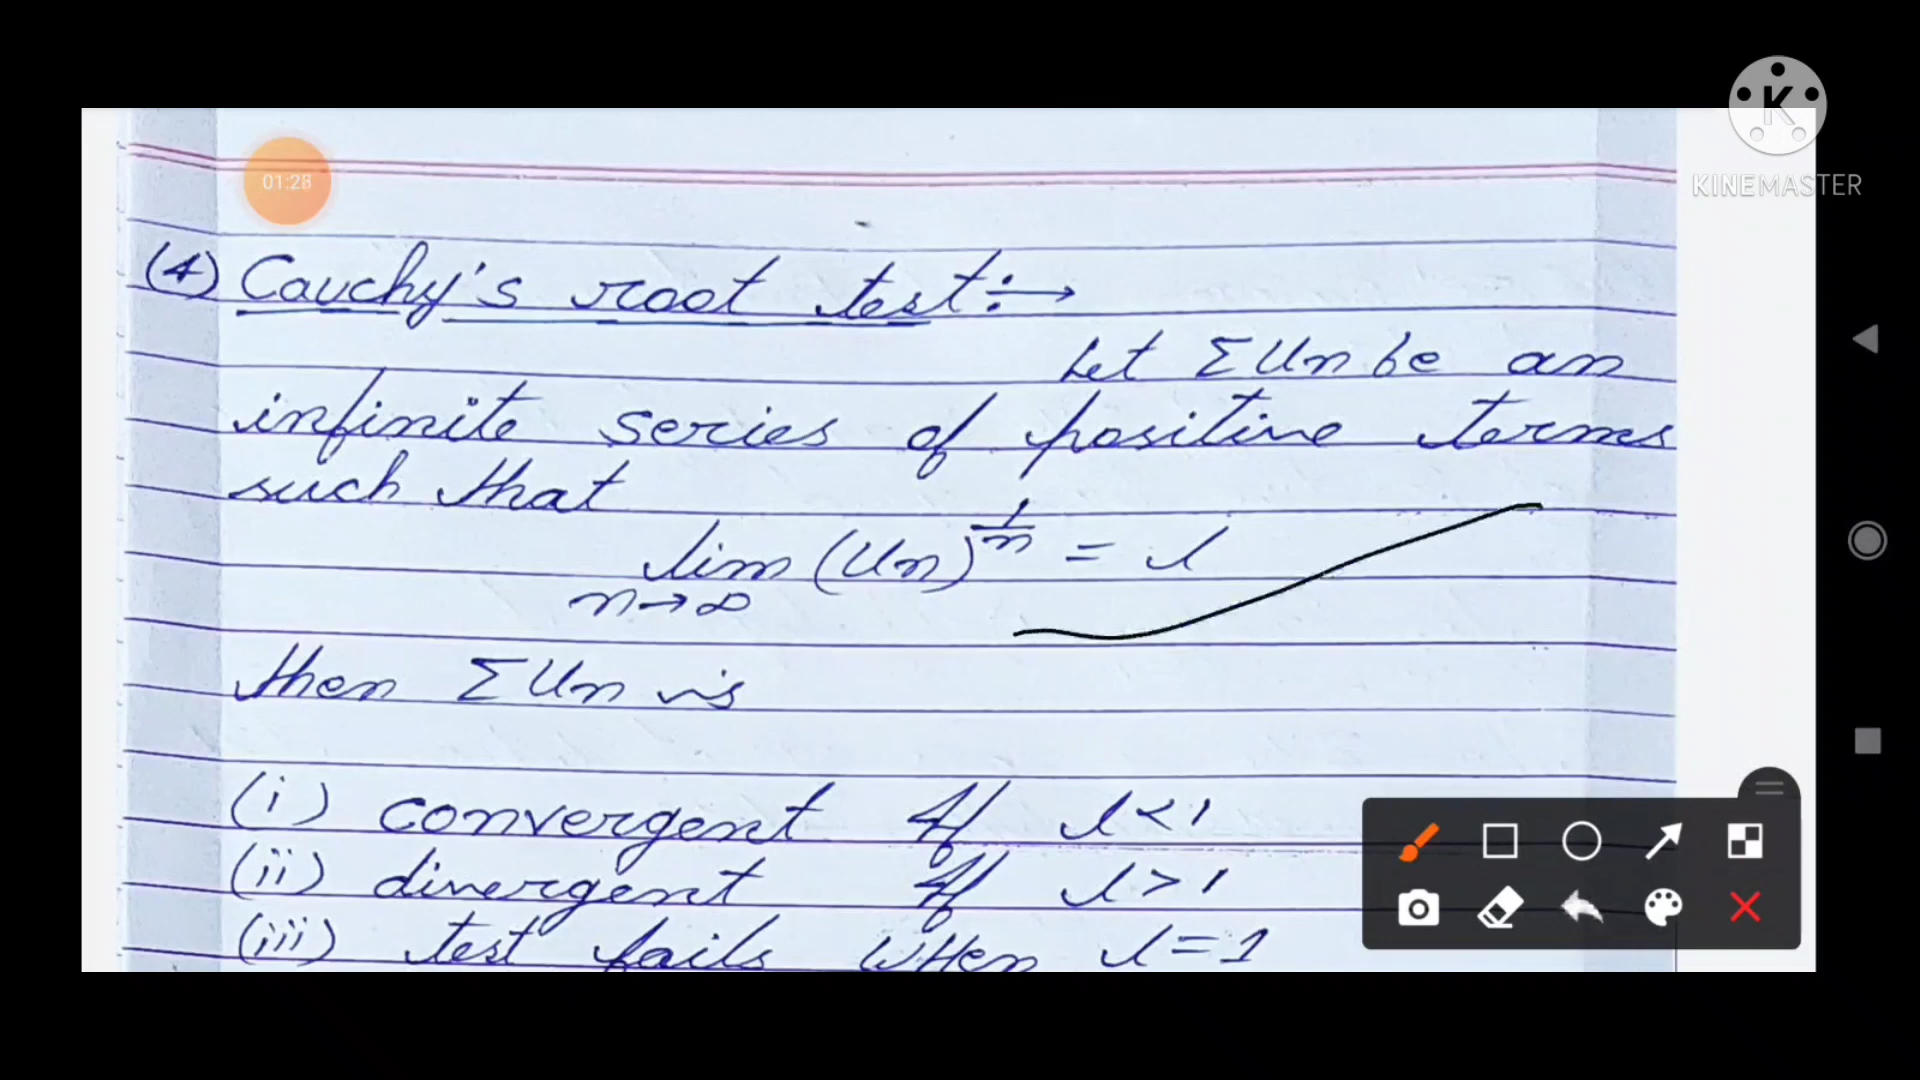 01:28
KINEMASTER
(4) Cauchy's root test:→
Let ΣUn be an
infinite series of positive terms
such that
lim (Un)^1/n = l
n→∞
then ΣUn is
(i) convergent if l<1
(ii) divergent if l>1
(iii) test fails when l=1